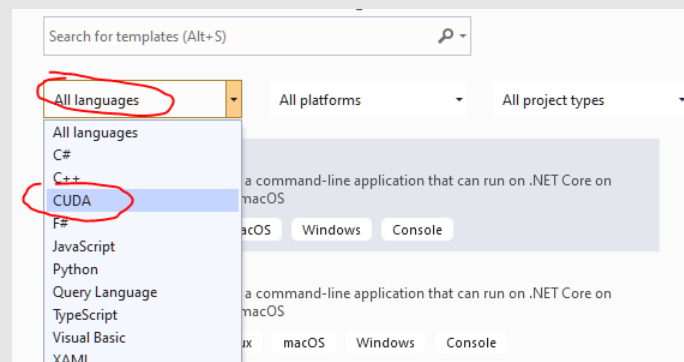 Search for templates (Alt+S)
All languages
All platforms
All project types
All languages
C#
C++
CUDA
F#
JavaScript
Python
Query Language
TypeScript
Visual Basic
XAML
a command-line application that can run on .NET Core on
macOS
acOS
Windows
Console
a command-line application that can run on .NET Core on
macOS
ux
macOS
Windows
Console